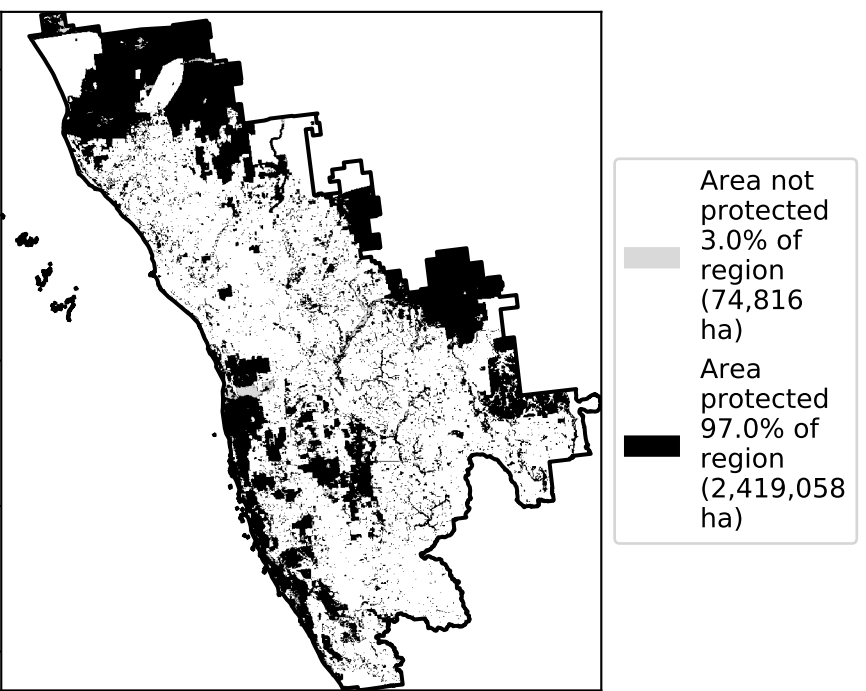 Area not
protected
3.0% of
region
(74,816
ha)
Area
protected
97.0% of
region
(2,419,058
ha)